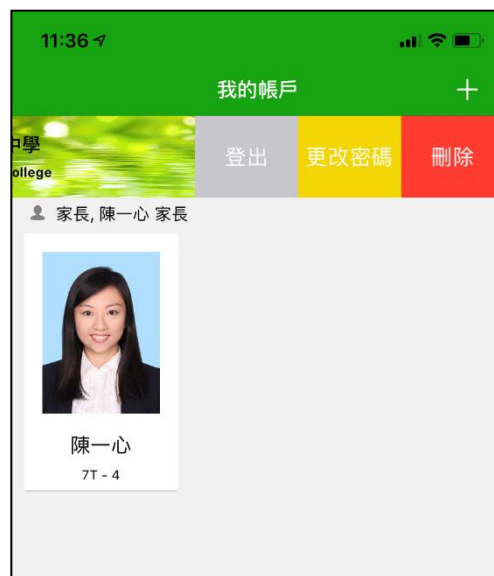 11:36
我的帳戶
中學
ollege
登出
更改密碼
刪除
家長, 陳一心 家長
陳一心
7T - 4